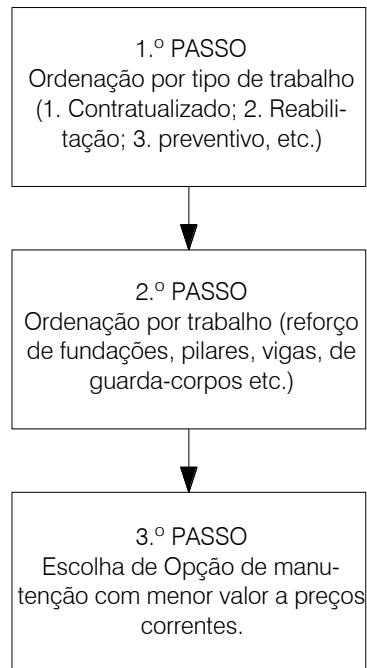 1.º PASSO
Ordenação por tipo de trabalho
(1. Contratualizado; 2. Reabili-
tação; 3. preventivo, etc.)
2.º PASSO
Ordenação por trabalho (reforço
de fundações, pilares, vigas, de
guarda-corpos etc.)
3.º PASSO
Escolha de Opção de manu-
tenção com menor valor a preços
correntes.